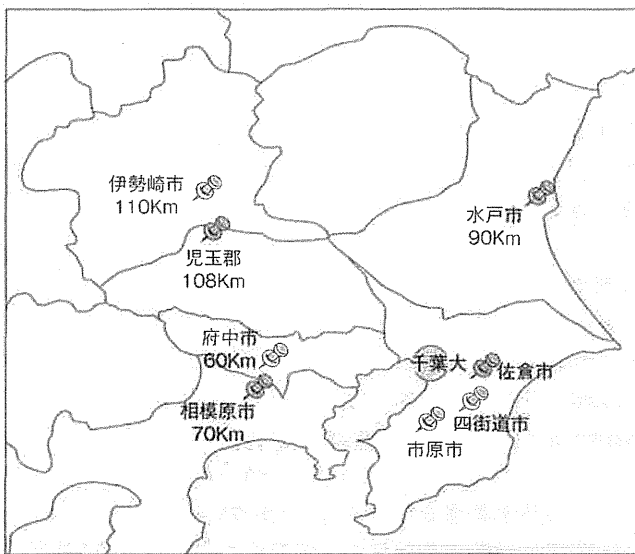 伊勢崎市
110Km
水戸市
90Km
児玉郡
108Km
府中市
60Km
千葉大
佐倉市
相模原市
70Km
四街道市
市原市